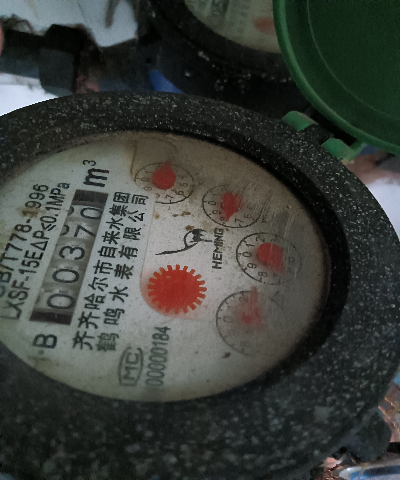 GB/T778-1996
LXSF-15E△P≤0.1MPa
00370 m³
B
齐齐哈尔市自来水集团
鹤鸣水表有限公司
HEMING
MC
00000184